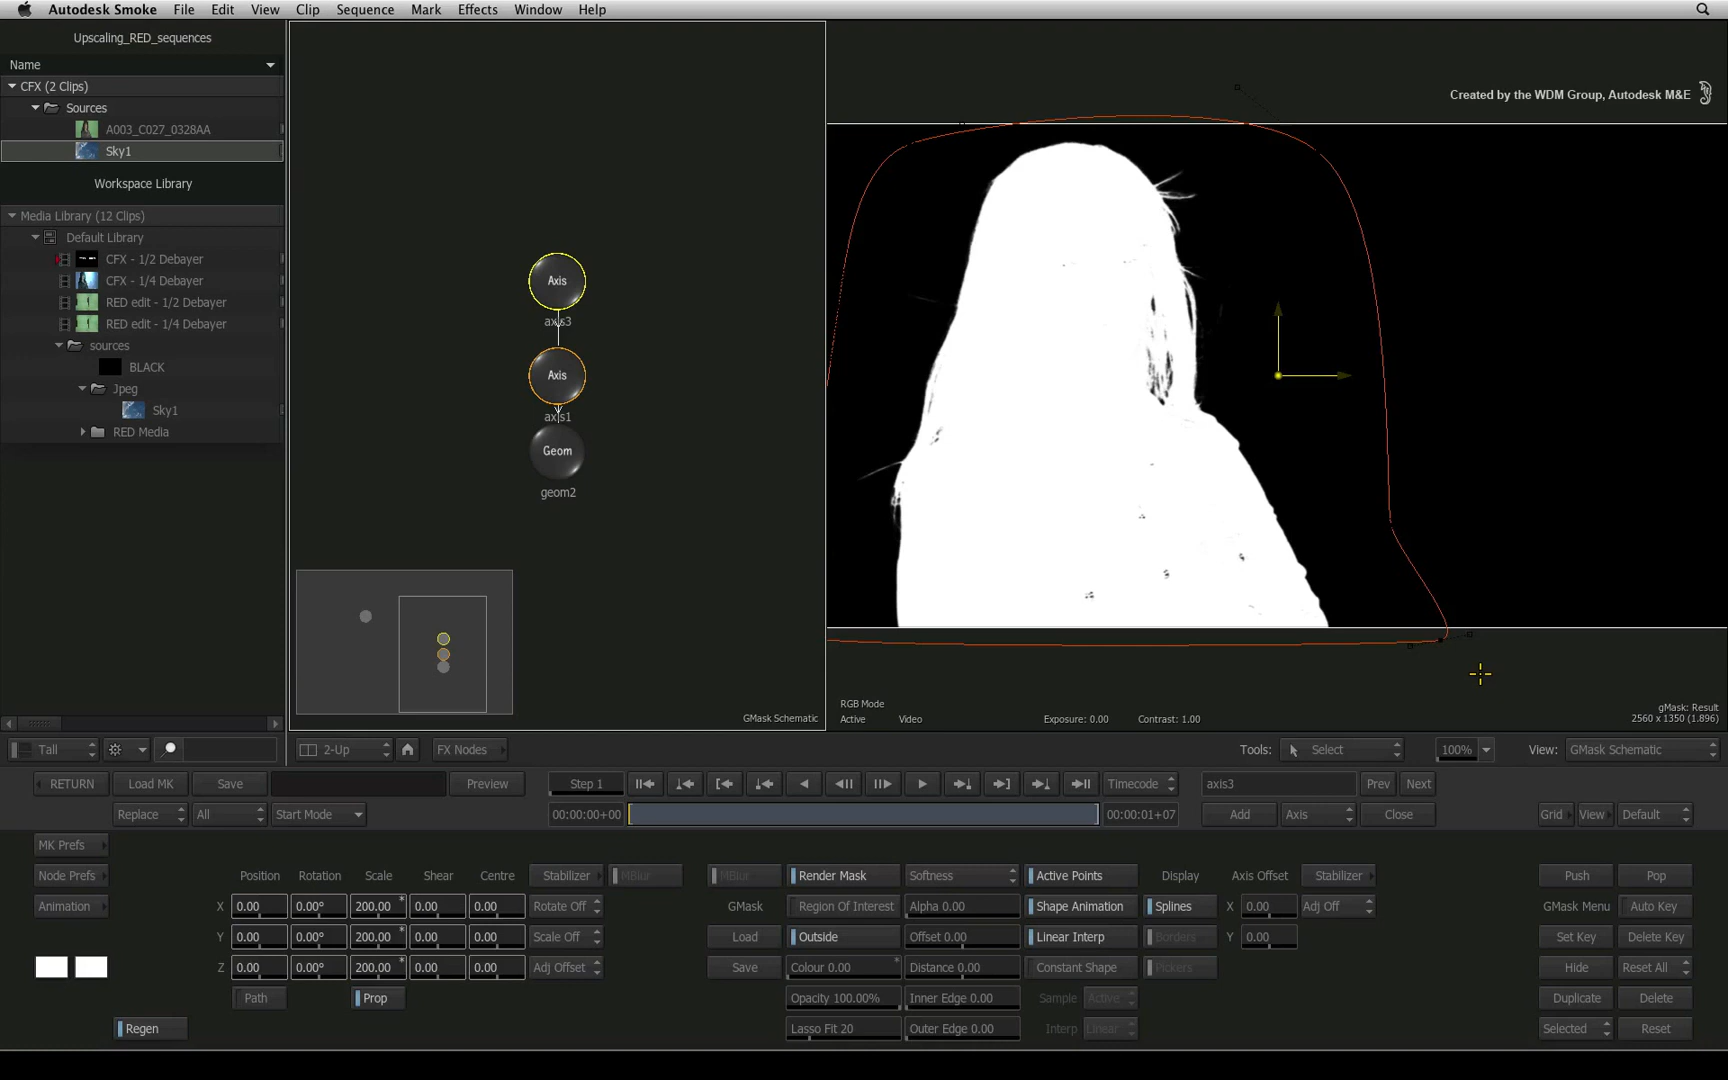 Autodesk Smoke File Edit View Clip Sequence Mark Effects Window Help
Upscaling_RED_sequences
Name
CFX (2 Clips)
Sources
A003_C027_0328AA
Sky1
Workspace Library
Media Library (12 Clips)
Default Library
CFX - 1/2 Debayer
CFX - 1/4 Debayer
RED edit - 1/2 Debayer
RED edit - 1/4 Debayer
sources
BLACK
Jpeg
Sky1
RED Media
Axis
axis3
Axis
axis1
Geom
geom2
GMask Schematic
Created by the WDM Group, Autodesk M&E
RGB Mode
Active Video Exposure: 0.00 Contrast: 1.00
gMask: Result
2560 x 1350 (1.896)
Tall 2-Up FX Nodes Tools: Select 100% View: GMask Schematic
RETURN Load MK Save Preview Step 1 Timecode axis3 Prev Next
Replace All Start Mode 00:00:00+00 00:00:01+07 Add Axis Close Grid View Default
MK Prefs
Node Prefs Position Rotation Scale Shear Centre Stabilizer MBlur MBlur Render Mask Softness Active Points Display Axis Offset Stabilizer Push Pop
Animation X 0.00 0.00° 200.00 * 0.00 0.00 Rotate Off GMask Region Of Interest Alpha 0.00 Shape Animation Splines X 0.00 Adj Off GMask Menu Auto Key
Y 0.00 0.00° 200.00 * 0.00 0.00 Scale Off Load Outside Offset 0.00 Linear Interp Borders Y 0.00 Set Key Delete Key
Z 0.00 0.00° 200.00 * 0.00 0.00 Adj Offset Save Colour 0.00 * Distance 0.00 Constant Shape Pickers Hide Reset All
Path Prop Opacity 100.00% Inner Edge 0.00 Sample Active Duplicate Delete
Regen Lasso Fit 20 Outer Edge 0.00 Interp Linear Selected Reset